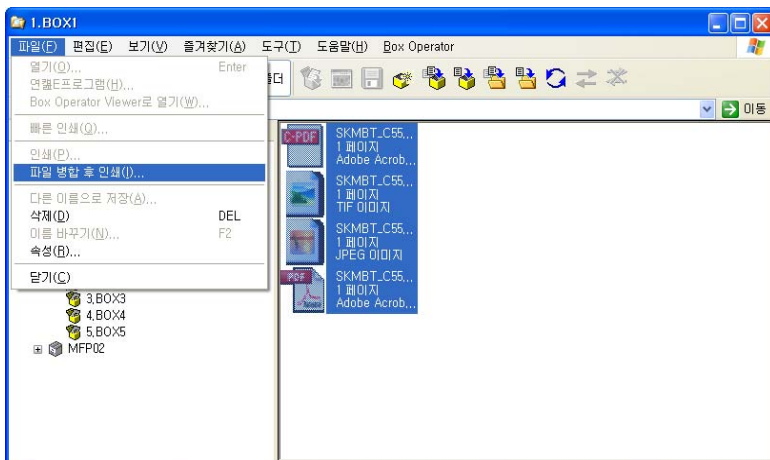 1.BOX1
파일(F) 편집(E) 보기(V) 즐겨찾기(A) 도구(T) 도움말(H) Box Operator
열기(O)... Enter
연캜E프로그램(H)...
Box Operator Viewer로 열기(W)...
빠른 인쇄(Q)...
인쇄(P)...
파일 병합 후 인쇄(I)...
다른 이름으로 저장(A)...
삭제(D) DEL
이름 바꾸기(N)... F2
속성(R)...
닫기(C)
더
이동
C-PDF
SKMBT_C55...
1 페이지
Adobe Acrob...
SKMBT_C55...
1 페이지
TIF 이미지
SKMBT_C55...
1 페이지
JPEG 이미지
PDF
Adobe
SKMBT_C55...
1 페이지
Adobe Acrob...
3.BOX3
4.BOX4
5.BOX5
MFP02